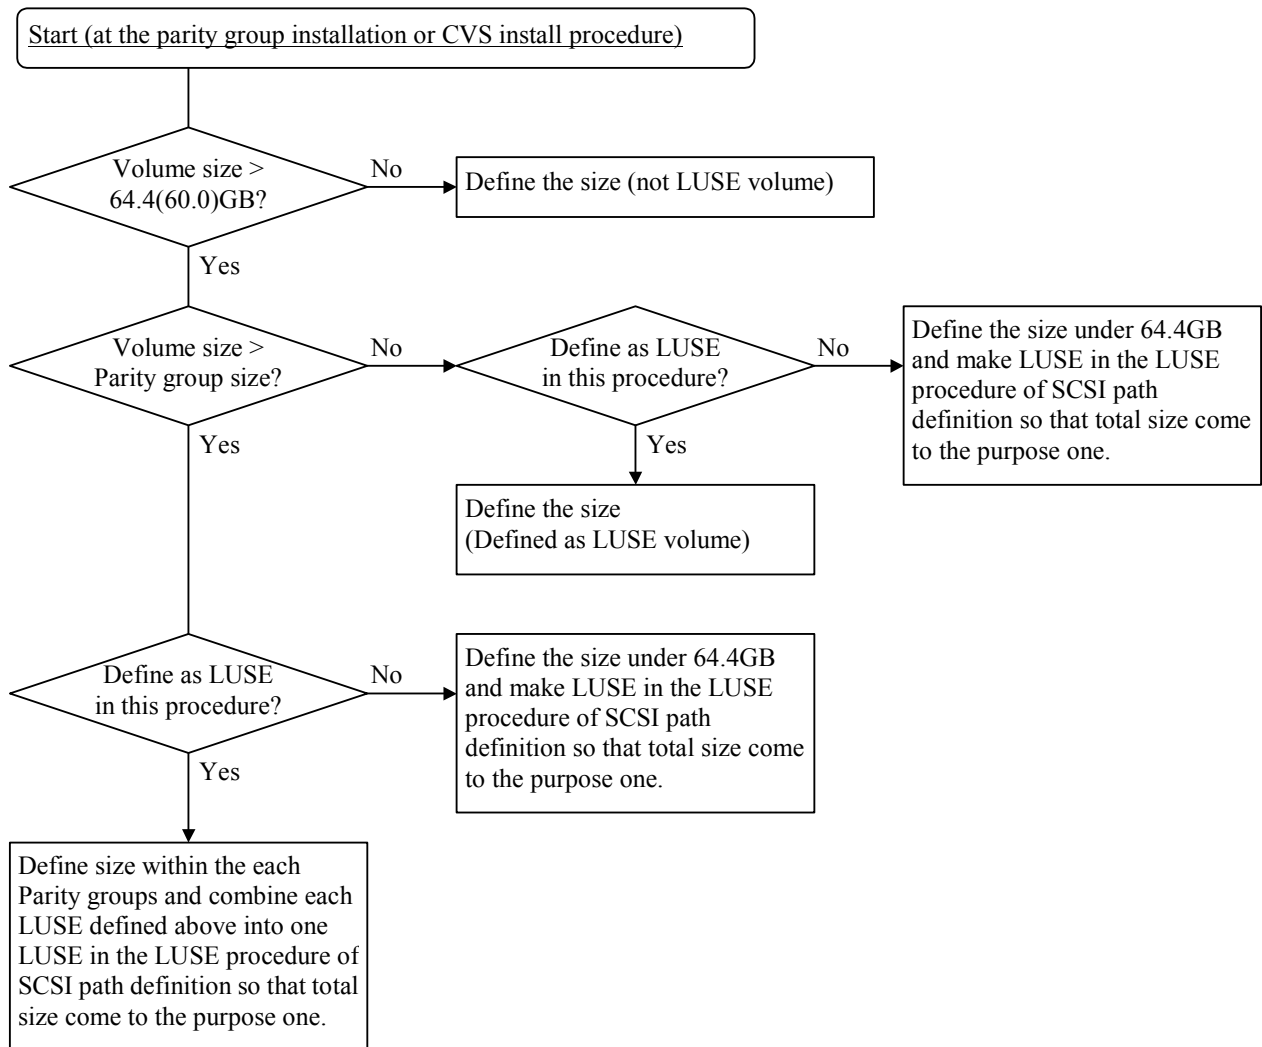 Start (at the parity group installation or CVS install procedure)
Volume size >
64.4(60.0)GB?
No
Define the size (not LUSE volume)
Yes
Volume size >
Parity group size?
No
Define as LUSE
in this procedure?
No
Define the size under 64.4GB
and make LUSE in the LUSE
procedure of SCSI path
definition so that total size come
to the purpose one.
Yes
Yes
Define the size
(Defined as LUSE volume)
Define as LUSE
in this procedure?
No
Define the size under 64.4GB
and make LUSE in the LUSE
procedure of SCSI path
definition so that total size come
to the purpose one.
Yes
Define size within the each
Parity groups and combine each
LUSE defined above into one
LUSE in the LUSE procedure of
SCSI path definition so that total
size come to the purpose one.